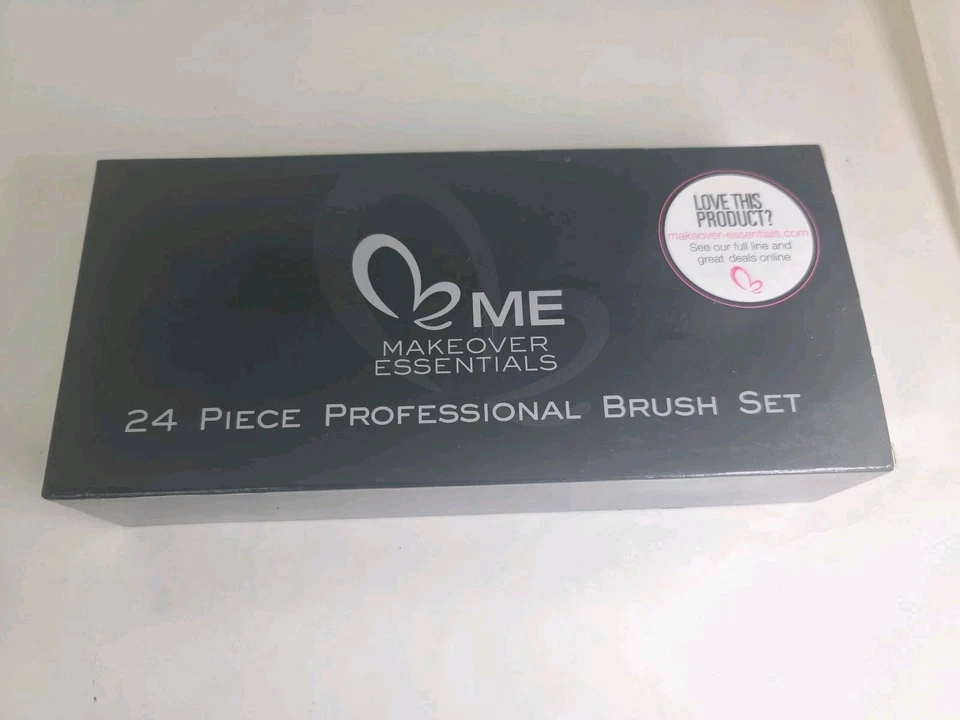 LOVE THIS
PRODUCT?
makeover-essentials.com
See our full line and
great deals online
ME
MAKEOVER
ESSENTIALS
24 PIECE PROFESSIONAL BRUSH SET